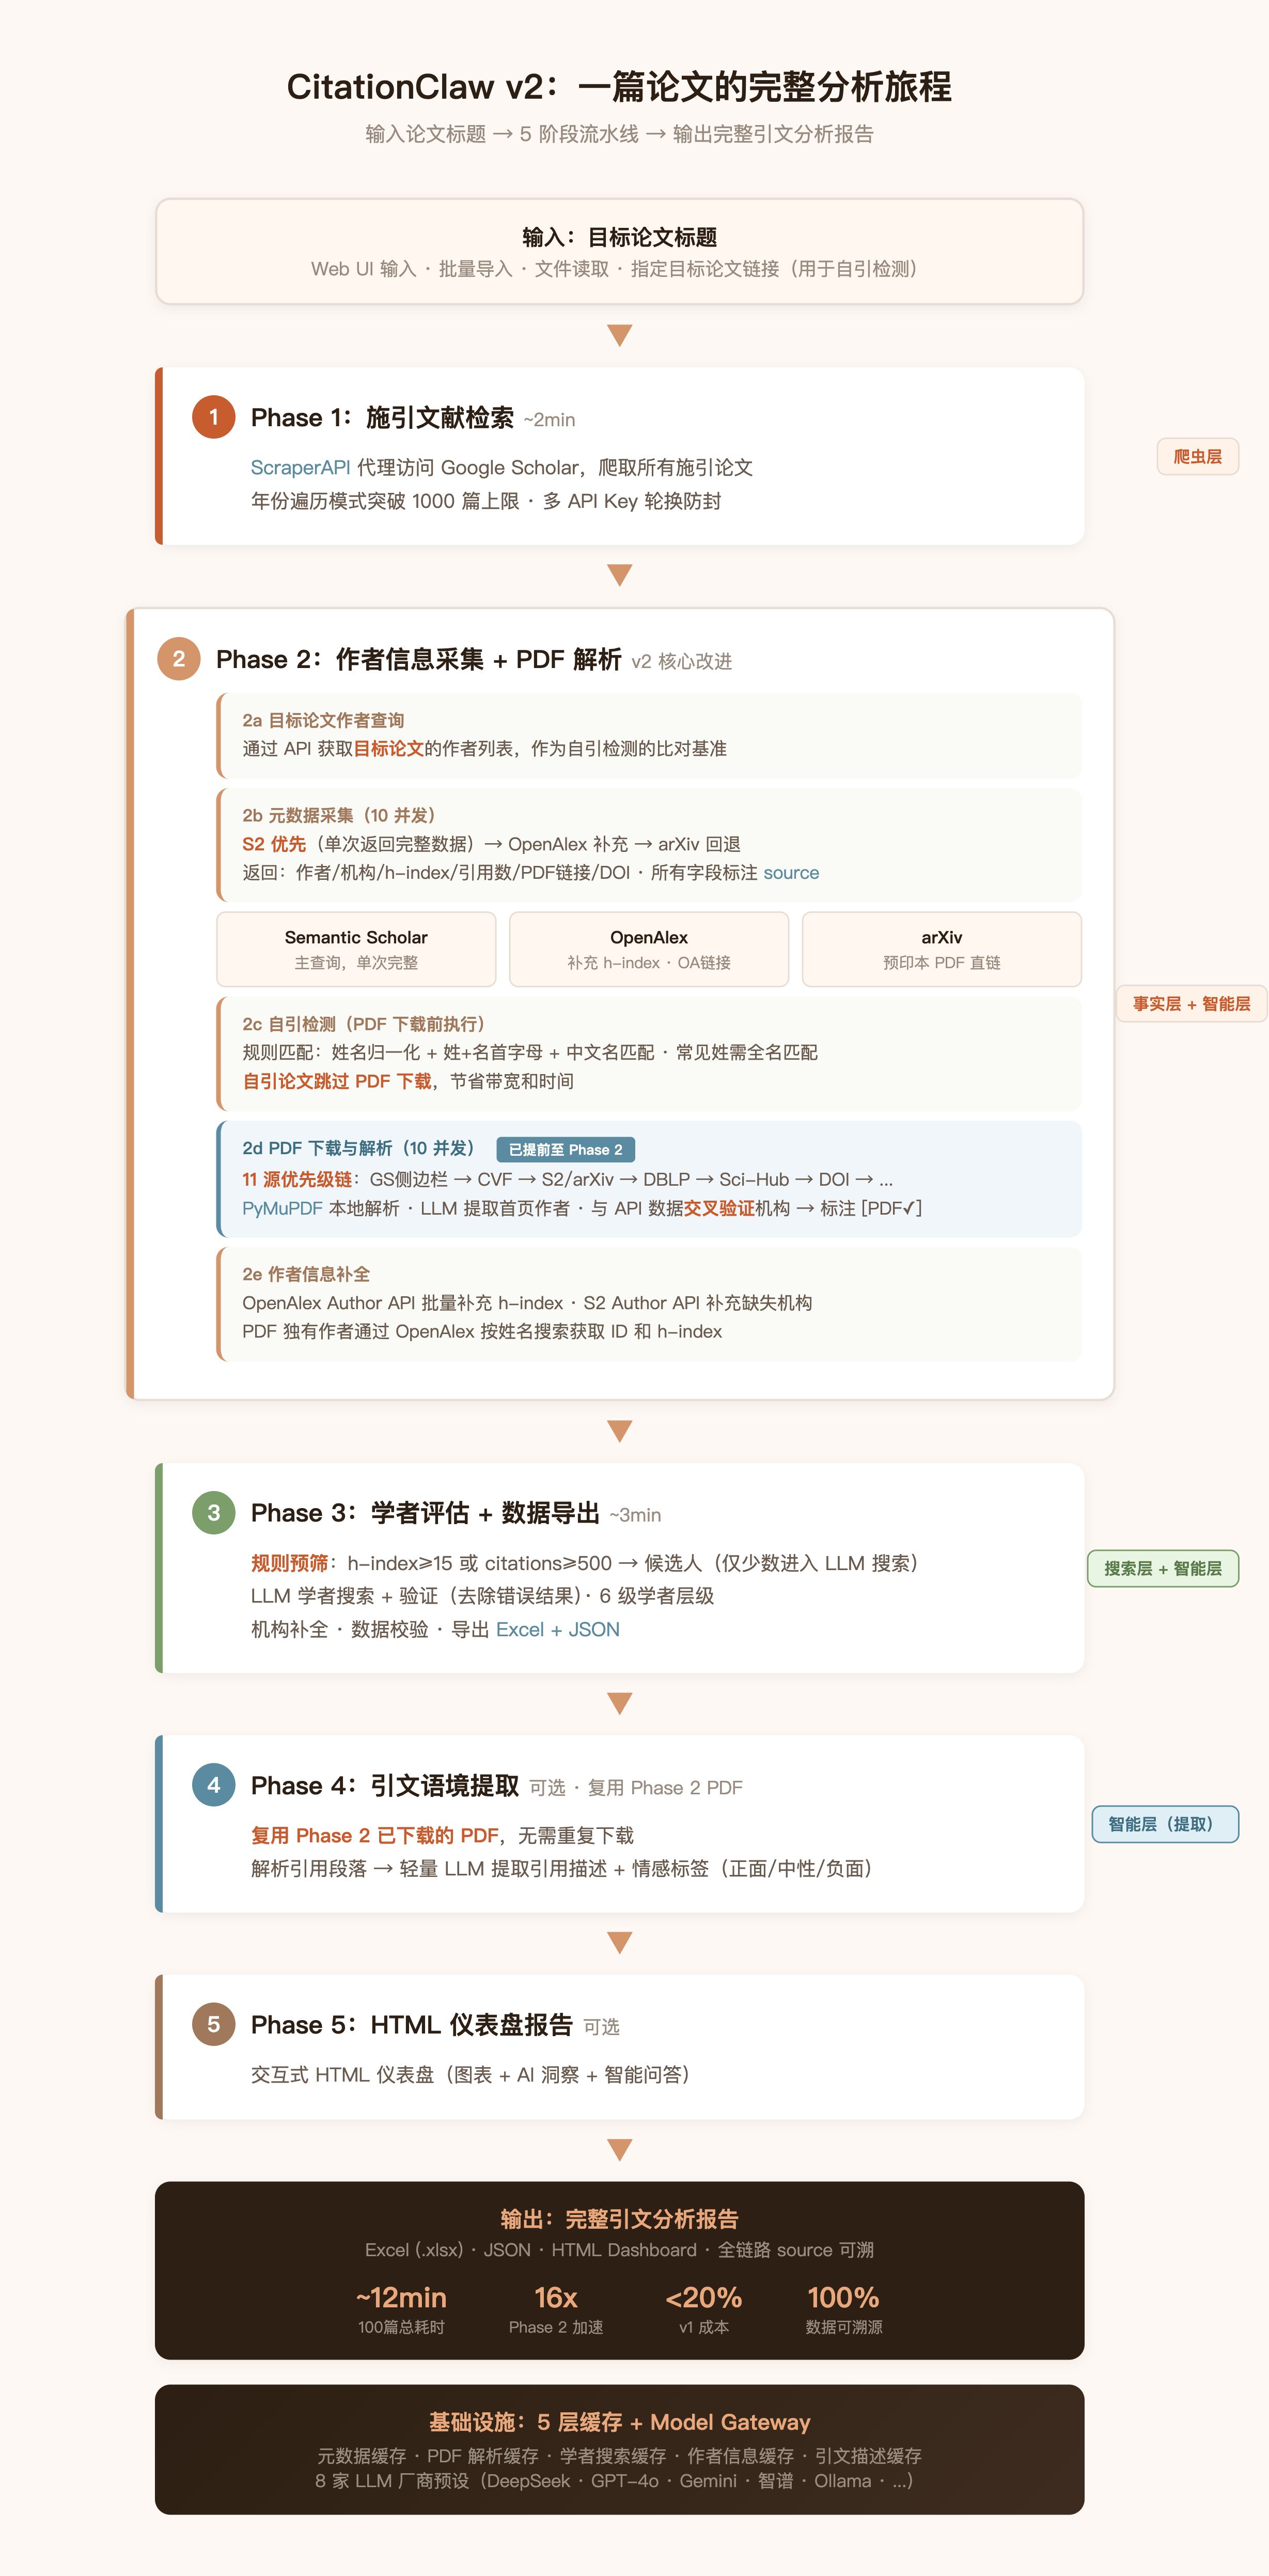 CitationClaw v2：一篇论文的完整分析旅程
输入论文标题 → 5 阶段流水线 → 输出完整引文分析报告
输入：目标论文标题
Web UI 输入 · 批量导入 · 文件读取 · 指定目标论文链接（用于自引检测）
1
Phase 1：施引文献检索 ~2min
ScraperAPI 代理访问 Google Scholar，爬取所有施引论文
年份遍历模式突破 1000 篇上限 · 多 API Key 轮换防封
爬虫层
2
Phase 2：作者信息采集 + PDF 解析 v2 核心改进
2a 目标论文作者查询
通过 API 获取目标论文的作者列表，作为自引检测的比对基准
2b 元数据采集（10 并发）
S2 优先（单次返回完整数据）→ OpenAlex 补充 → arXiv 回退
返回：作者/机构/h-index/引用数/PDF链接/DOI · 所有字段标注 source
Semantic Scholar
主查询，单次完整
OpenAlex
补充 h-index · OA链接
arXiv
预印本 PDF 直链
事实层 + 智能层
2c 自引检测（PDF 下载前执行）
规则匹配：姓名归一化 + 姓+名首字母 + 中文名匹配 · 常见姓需全名匹配
自引论文跳过 PDF 下载，节省带宽和时间
2d PDF 下载与解析（10 并发） 已提前至 Phase 2
11 源优先级链：GS侧边栏 → CVF → S2/arXiv → DBLP → Sci-Hub → DOI → ...
PyMuPDF 本地解析 · LLM 提取首页作者 · 与 API 数据交叉验证机构 → 标注 [PDF✓]
2e 作者信息补全
OpenAlex Author API 批量补充 h-index · S2 Author API 补充缺失机构
PDF 独有作者通过 OpenAlex 按姓名搜索获取 ID 和 h-index
3
Phase 3：学者评估 + 数据导出 ~3min
规则预筛：h-index≥15 或 citations≥500 → 候选人（仅少数进入 LLM 搜索）
LLM 学者搜索 + 验证（去除错误结果）· 6 级学者层级
机构补全 · 数据校验 · 导出 Excel + JSON
搜索层 + 智能层
4
Phase 4：引文语境提取 可选 · 复用 Phase 2 PDF
复用 Phase 2 已下载的 PDF，无需重复下载
解析引用段落 → 轻量 LLM 提取引用描述 + 情感标签（正面/中性/负面）
智能层（提取）
5
Phase 5：HTML 仪表盘报告 可选
交互式 HTML 仪表盘（图表 + AI 洞察 + 智能问答）
输出：完整引文分析报告
Excel (.xlsx) · JSON · HTML Dashboard · 全链路 source 可溯
~12min
100篇总耗时
16x
Phase 2 加速
<20%
v1 成本
100%
数据可溯源
基础设施：5 层缓存 + Model Gateway
元数据缓存 · PDF 解析缓存 · 学者搜索缓存 · 作者信息缓存 · 引文描述缓存
8 家 LLM 厂商预设（DeepSeek · GPT-4o · Gemini · 智谱 · Ollama · ...）